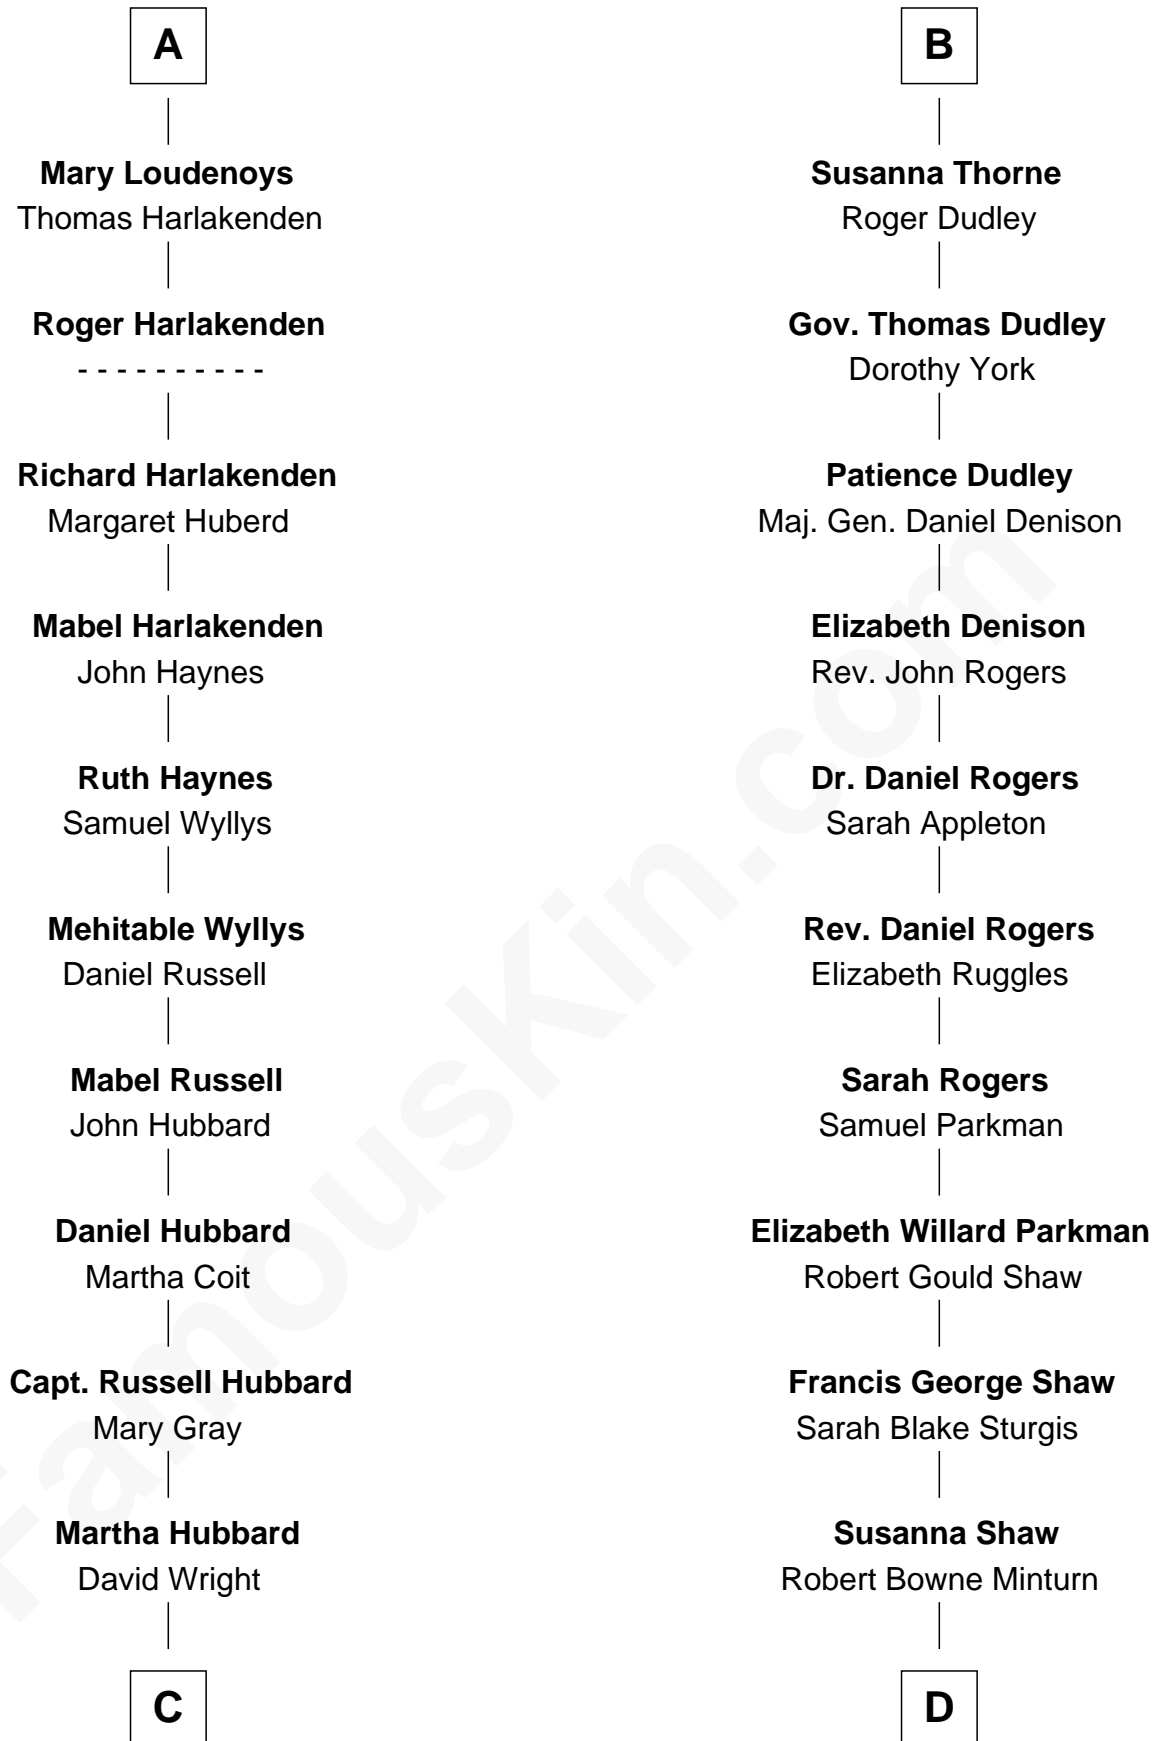 A
Mary Loudenoys
Thomas Harlakenden
Roger Harlakenden
- - - - - - - - - -
Richard Harlakenden
Margaret Huberd
Mabel Harlakenden
John Haynes
Ruth Haynes
Samuel Wyllys
Mehitable Wyllys
Daniel Russell
Mabel Russell
John Hubbard
Daniel Hubbard
Martha Coit
Capt. Russell Hubbard
Mary Gray
Martha Hubbard
David Wright
C
B
Susanna Thorne
Roger Dudley
Gov. Thomas Dudley
Dorothy York
Patience Dudley
Maj. Gen. Daniel Denison
Elizabeth Denison
Rev. John Rogers
Dr. Daniel Rogers
Sarah Appleton
Rev. Daniel Rogers
Elizabeth Ruggles
Sarah Rogers
Samuel Parkman
Elizabeth Willard Parkman
Robert Gould Shaw
Francis George Shaw
Sarah Blake Sturgis
Susanna Shaw
Robert Bowne Minturn
D
FamousKin.com